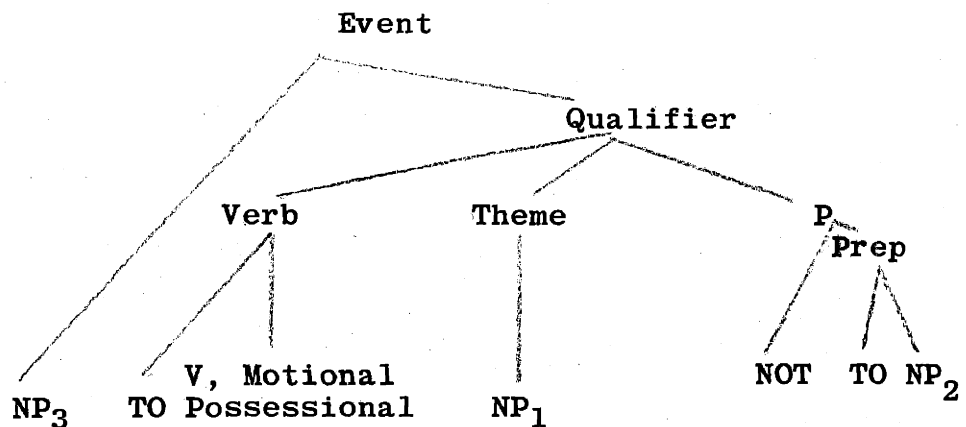 Event
Qualifier
Verb Theme P
Prep
V, Motional NOT TO NP2
NP3 TO Possessional NP1